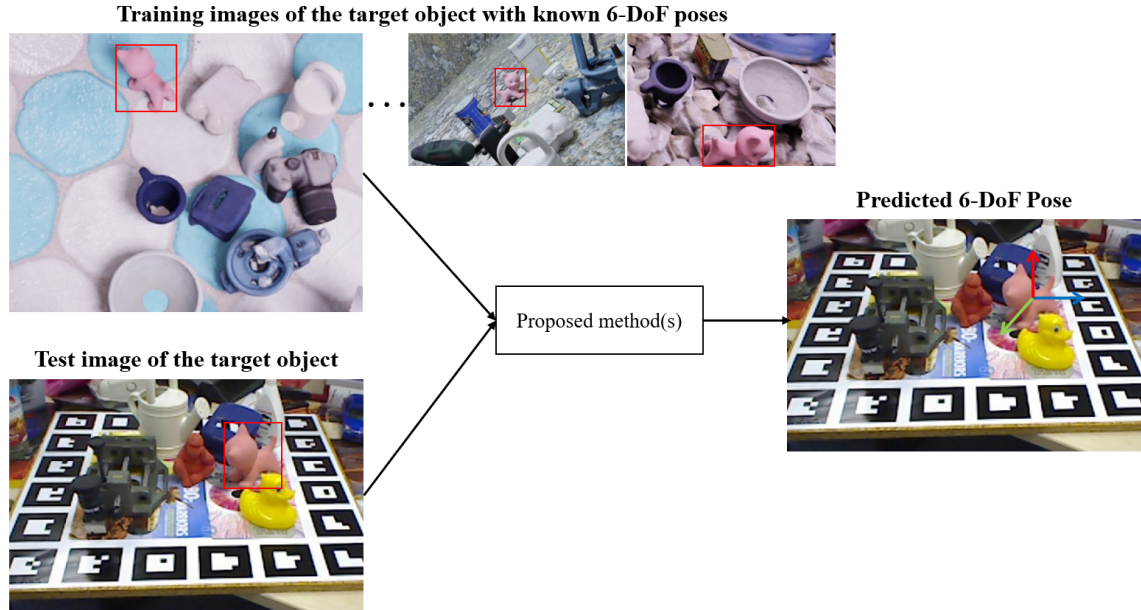 Training images of the target object with known 6-DoF poses
. . .
Predicted 6-DoF Pose
Proposed method(s)
Test image of the target object